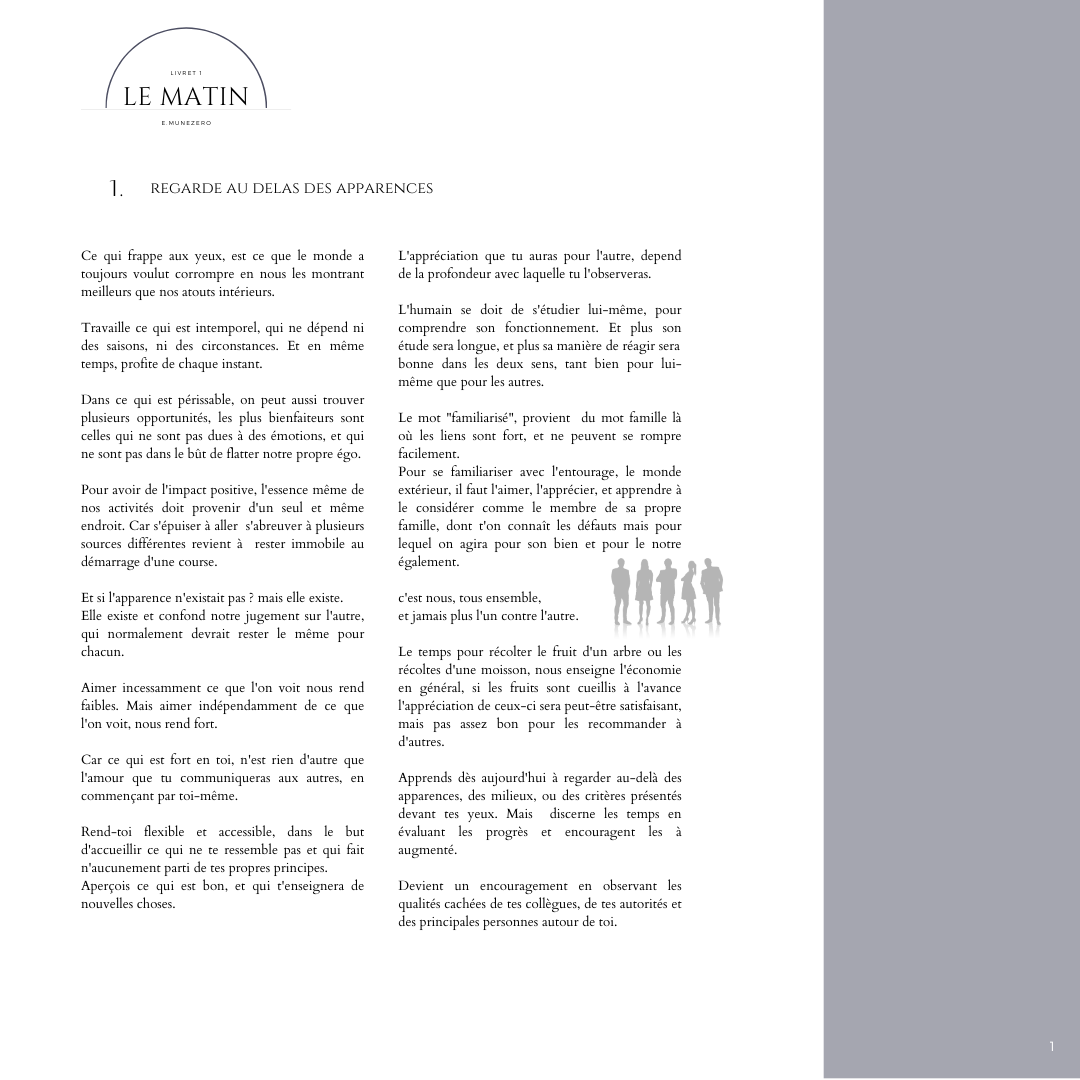 LIVRET 1
LE MATIN
E.MUNEZERO
1. REGARDE AU DELAS DES APPARENCES
Ce qui frappe aux yeux, est ce que le monde a
toujours voulut corrompre en nous les montrant
meilleurs que nos atouts intérieurs.
Travaille ce qui est intemporel, qui ne dépend ni
des saisons, ni des circonstances. Et en même
temps, profite de chaque instant.
Dans ce qui est périssable, on peut aussi trouver
plusieurs opportunités, les plus bienfaiteurs sont
celles qui ne sont pas dues à des émotions, et qui
ne sont pas dans le bût de flatter notre propre égo.
Pour avoir de l'impact positive, l'essence même de
nos activités doit provenir d'un seul et même
endroit. Car s'épuiser à aller s'abreuver à plusieurs
sources différentes revient à rester immobile au
démarrage d'une course.
Et si l'apparence n'existait pas ? mais elle existe.
Elle existe et confond notre jugement sur l'autre,
qui normalement devrait rester le même pour
chacun.
Aimer incessamment ce que l'on voit nous rend
faibles. Mais aimer indépendamment de ce que
l'on voit, nous rend fort.
Car ce qui est fort en toi, n'est rien d'autre que
l'amour que tu communiqueras aux autres, en
commençant par toi-même.
Rend-toi flexible et accessible, dans le but
d'accueillir ce qui ne te ressemble pas et qui fait
n'aucunement parti de tes propres principes.
Aperçois ce qui est bon, et qui t'enseignera de
nouvelles choses.
L'appréciation que tu auras pour l'autre, depend
de la profondeur avec laquelle tu l'observeras.
L'humain se doit de s'étudier lui-même, pour
comprendre son fonctionnement. Et plus son
étude sera longue, et plus sa manière de réagir sera
bonne dans les deux sens, tant bien pour lui-
même que pour les autres.
Le mot "familiarisé", provient du mot famille là
où les liens sont fort, et ne peuvent se rompre
facilement.
Pour se familiariser avec l'entourage, le monde
extérieur, il faut l'aimer, l'apprécier, et apprendre à
le considérer comme le membre de sa propre
famille, dont t'on connaît les défauts mais pour
lequel on agira pour son bien et pour le notre
également.
c'est nous, tous ensemble,
et jamais plus l'un contre l'autre.
Le temps pour récolter le fruit d'un arbre ou les
récoltes d'une moisson, nous enseigne l'économie
en général, si les fruits sont cueillis à l'avance
l'appréciation de ceux-ci sera peut-être satisfaisant,
mais pas assez bon pour les recommander à
d'autres.
Apprends dès aujourd'hui à regarder au-delà des
apparences, des milieux, ou des critères présentés
devant tes yeux. Mais discerne les temps en
évaluant les progrès et encouragent les à
augmenté.
Devient un encouragement en observant les
qualités cachées de tes collègues, de tes autorités et
des principales personnes autour de toi.
1